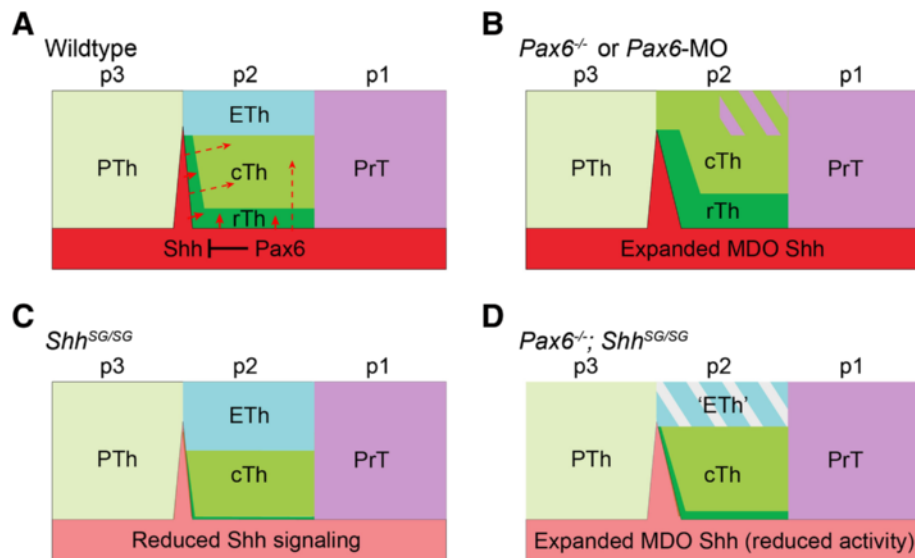 A
Wildtype
p3 p2 p1
ETh
PTh cTh PrT
rTh
Shh Pax6
B
Pax6-/- or Pax6-MO
p3 p2 p1
PTh cTh PrT
rTh
Expanded MDO Shh
C
ShhSG/SG
p3 p2 p1
ETh
PTh cTh PrT
Reduced Shh signaling
D
Pax6-/-; ShhSG/SG
p3 p2 p1
'ETh'
PTh cTh PrT
Expanded MDO Shh (reduced activity)